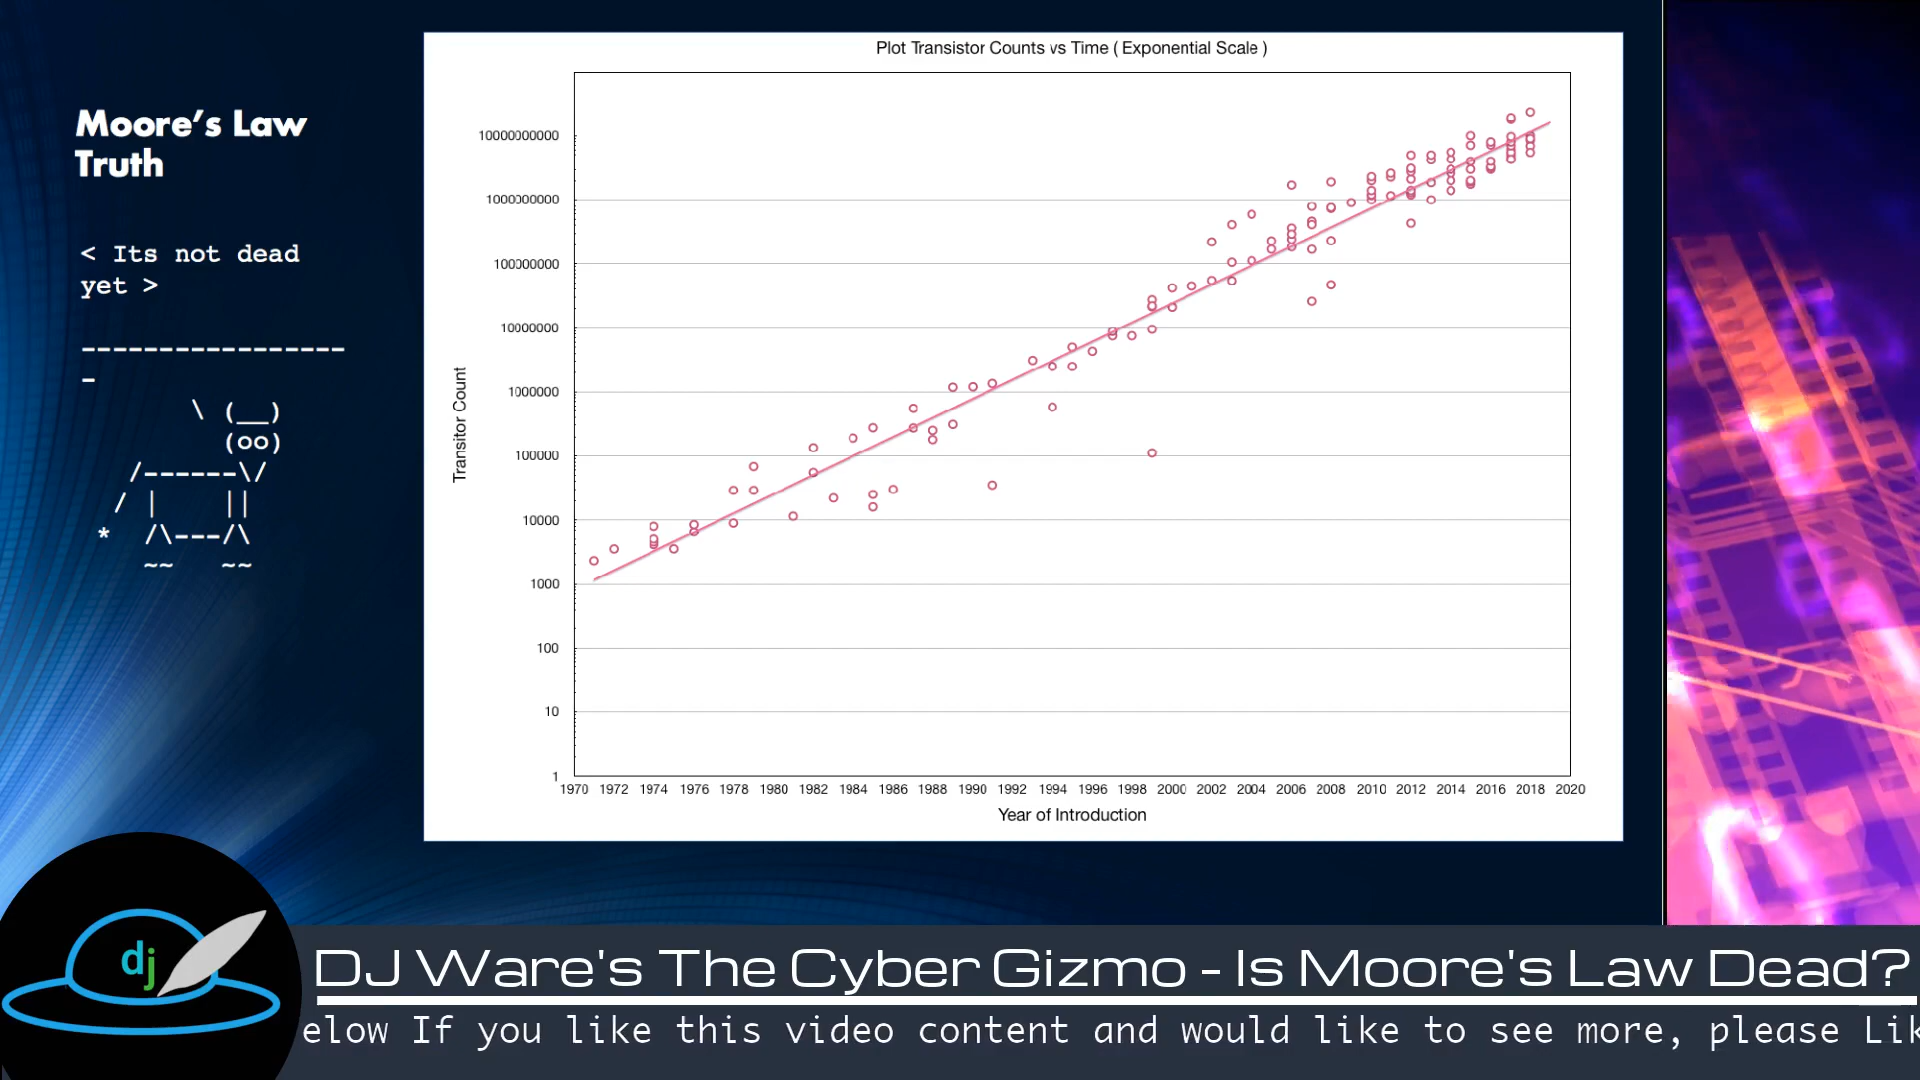 Moore's Law
Truth
< Its not dead
yet >
-----------------
-
\ (__)
(oo)
/------\/
/ | ||
* /\---/\
~~ ~~
Plot Transistor Counts vs Time ( Exponential Scale )
Transitor Count
10000000000
1000000000
100000000
10000000
1000000
100000
10000
1000
100
10
1
1970 1972 1974 1976 1978 1980 1982 1984 1986 1988 1990 1992 1994 1996 1998 2000 2002 2004 2006 2008 2010 2012 2014 2016 2018 2020
Year of Introduction
dj
DJ Ware's The Cyber Gizmo - Is Moore's Law Dead?
elow If you like this video content and would like to see more, please Lik